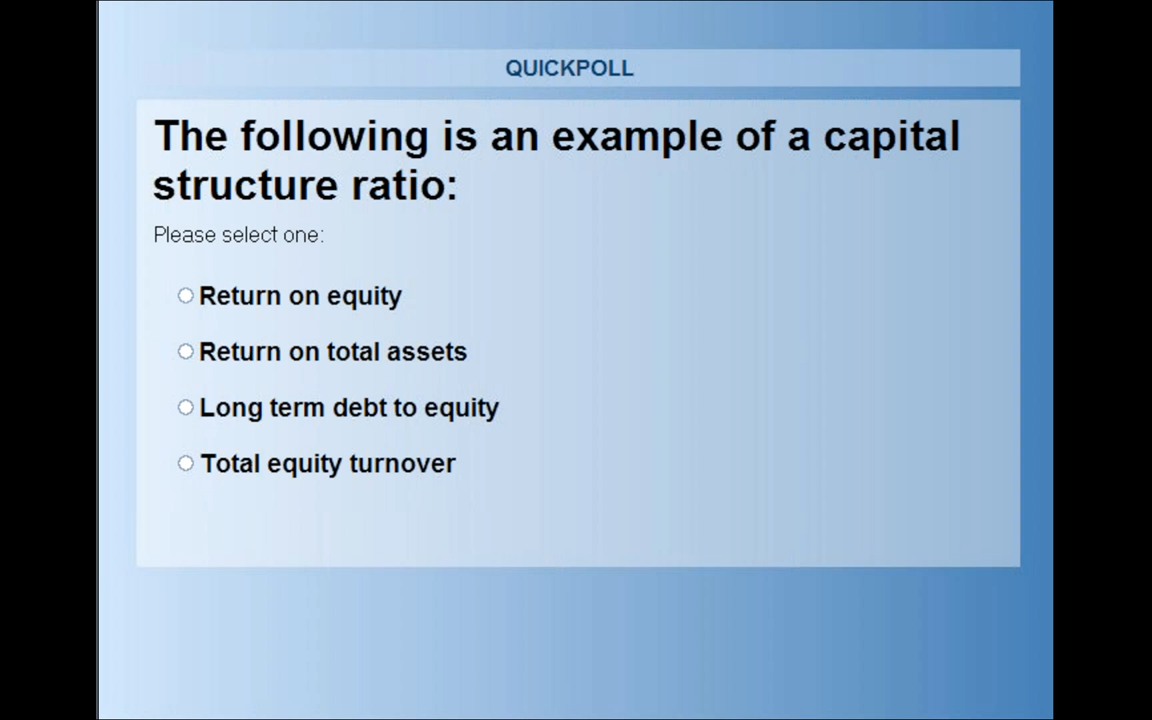 QUICKPOLL
The following is an example of a capital
structure ratio:
Please select one:
Return on equity
Return on total assets
Long term debt to equity
Total equity turnover